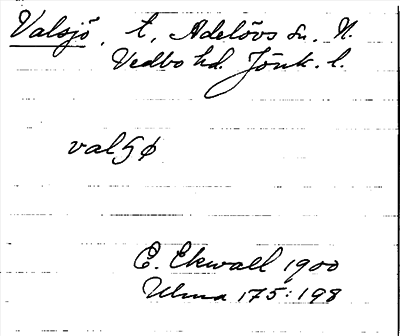 Valsjö, t, Adelövs sn. N.
Vedbo hd. Jönk. l.
valʃø
E. Ekwall 1900
Ulma 175:198